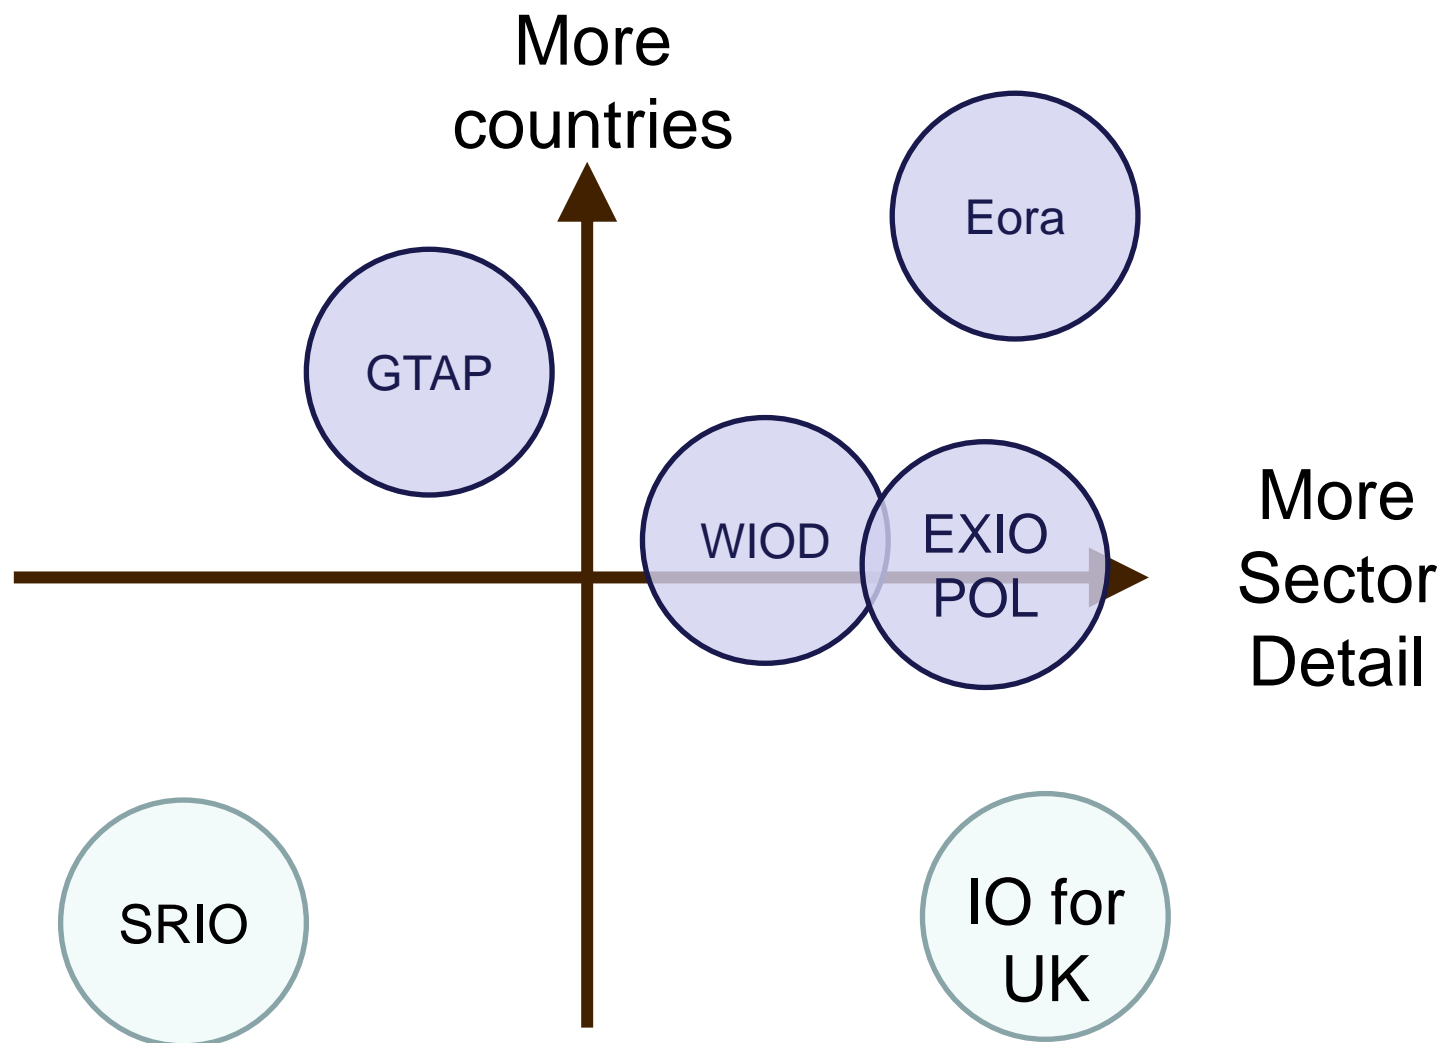 More
countries
Eora
GTAP
WIOD
EXIO
POL
More
Sector
Detail
SRIO
IO for
UK